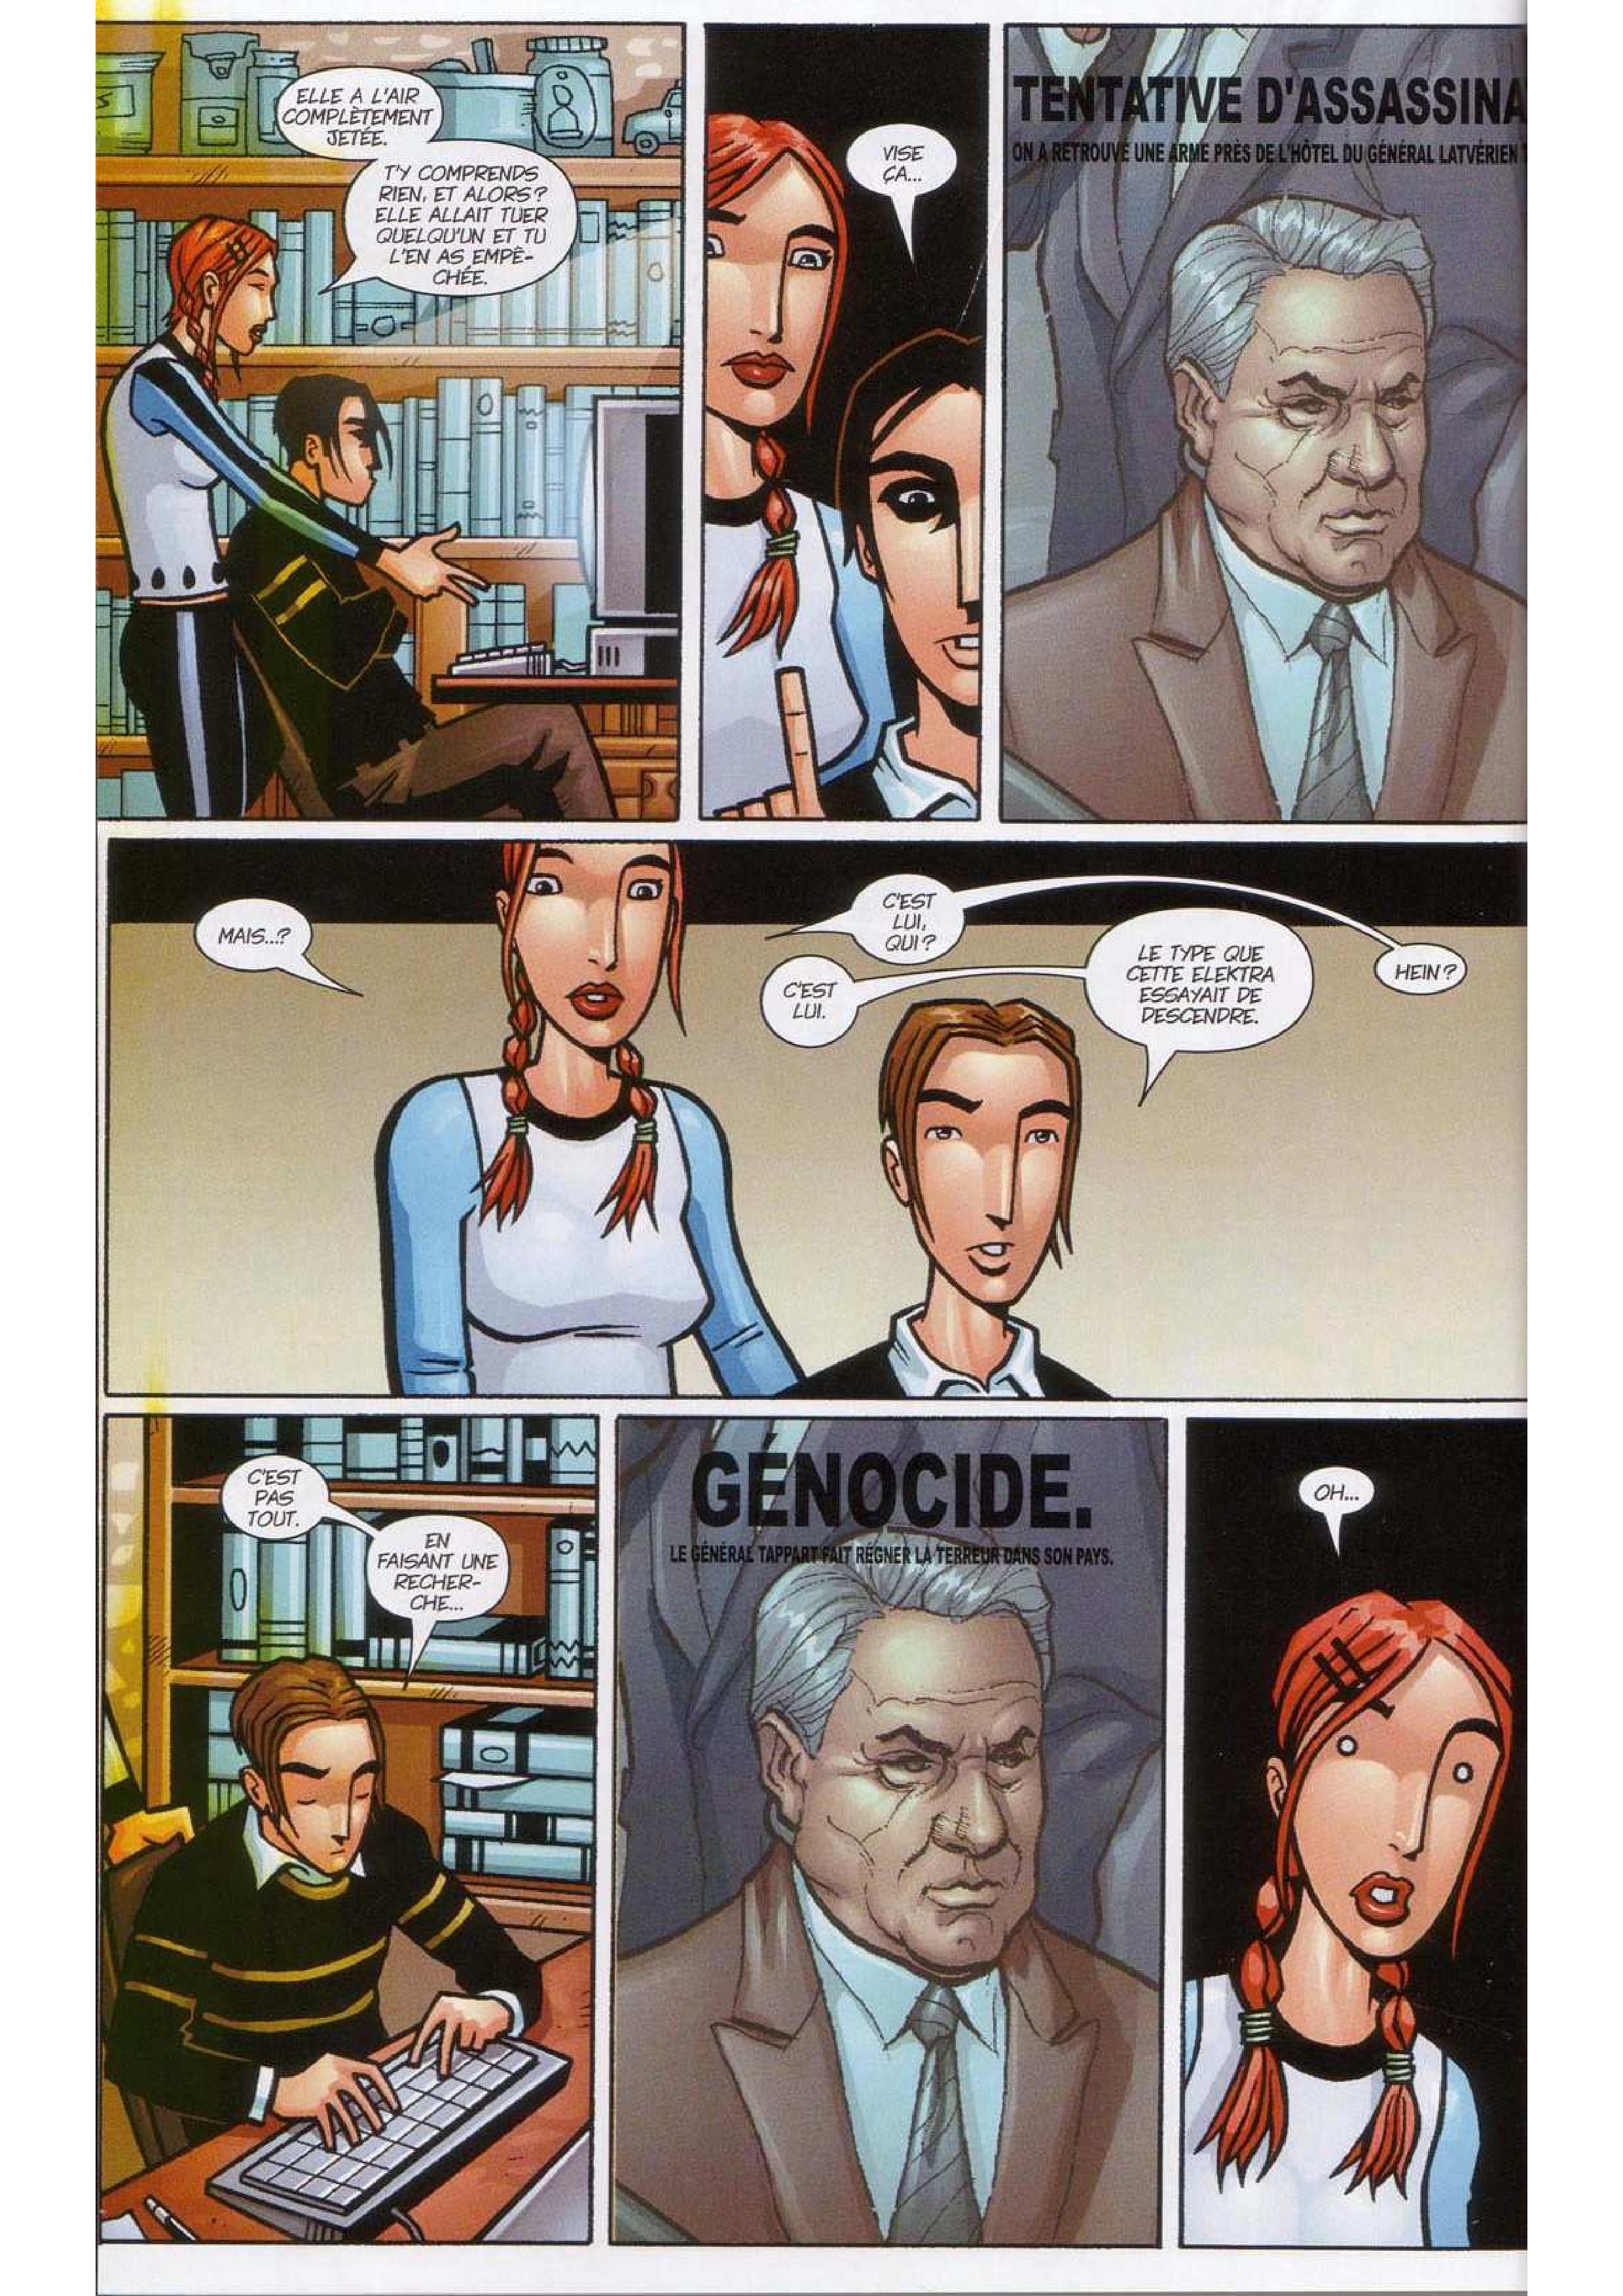 ELLE A L'AIR
COMPLÈTEMENT
JETÉE.
T'Y COMPRENDS
RIEN, ET ALORS?
ELLE ALLAIT TUER
QUELQU'UN ET TU
L'EN AS EMPÊ-
CHÉE.
VISE
ÇA...
TENTATIVE D'ASSASSINA
ON A RETROUVÉ UNE ARME PRÈS DE L'HÔTEL DU GÉNÉRAL LATVÉRIEN
MAIS...?
C'EST
LUI,
QUI?
HEIN?
C'EST
LUI.
LE TYPE QUE
CETTE ELEKTRA
ESSAYAIT DE
DESCENDRE.
C'EST
PAS
TOUT.
EN
FAISANT UNE
RECHER-
CHE...
GÉNOCIDE.
LE GÉNÉRAL TAPPART FAIT RÉGNER LA TERREUR DANS SON PAYS.
OH...